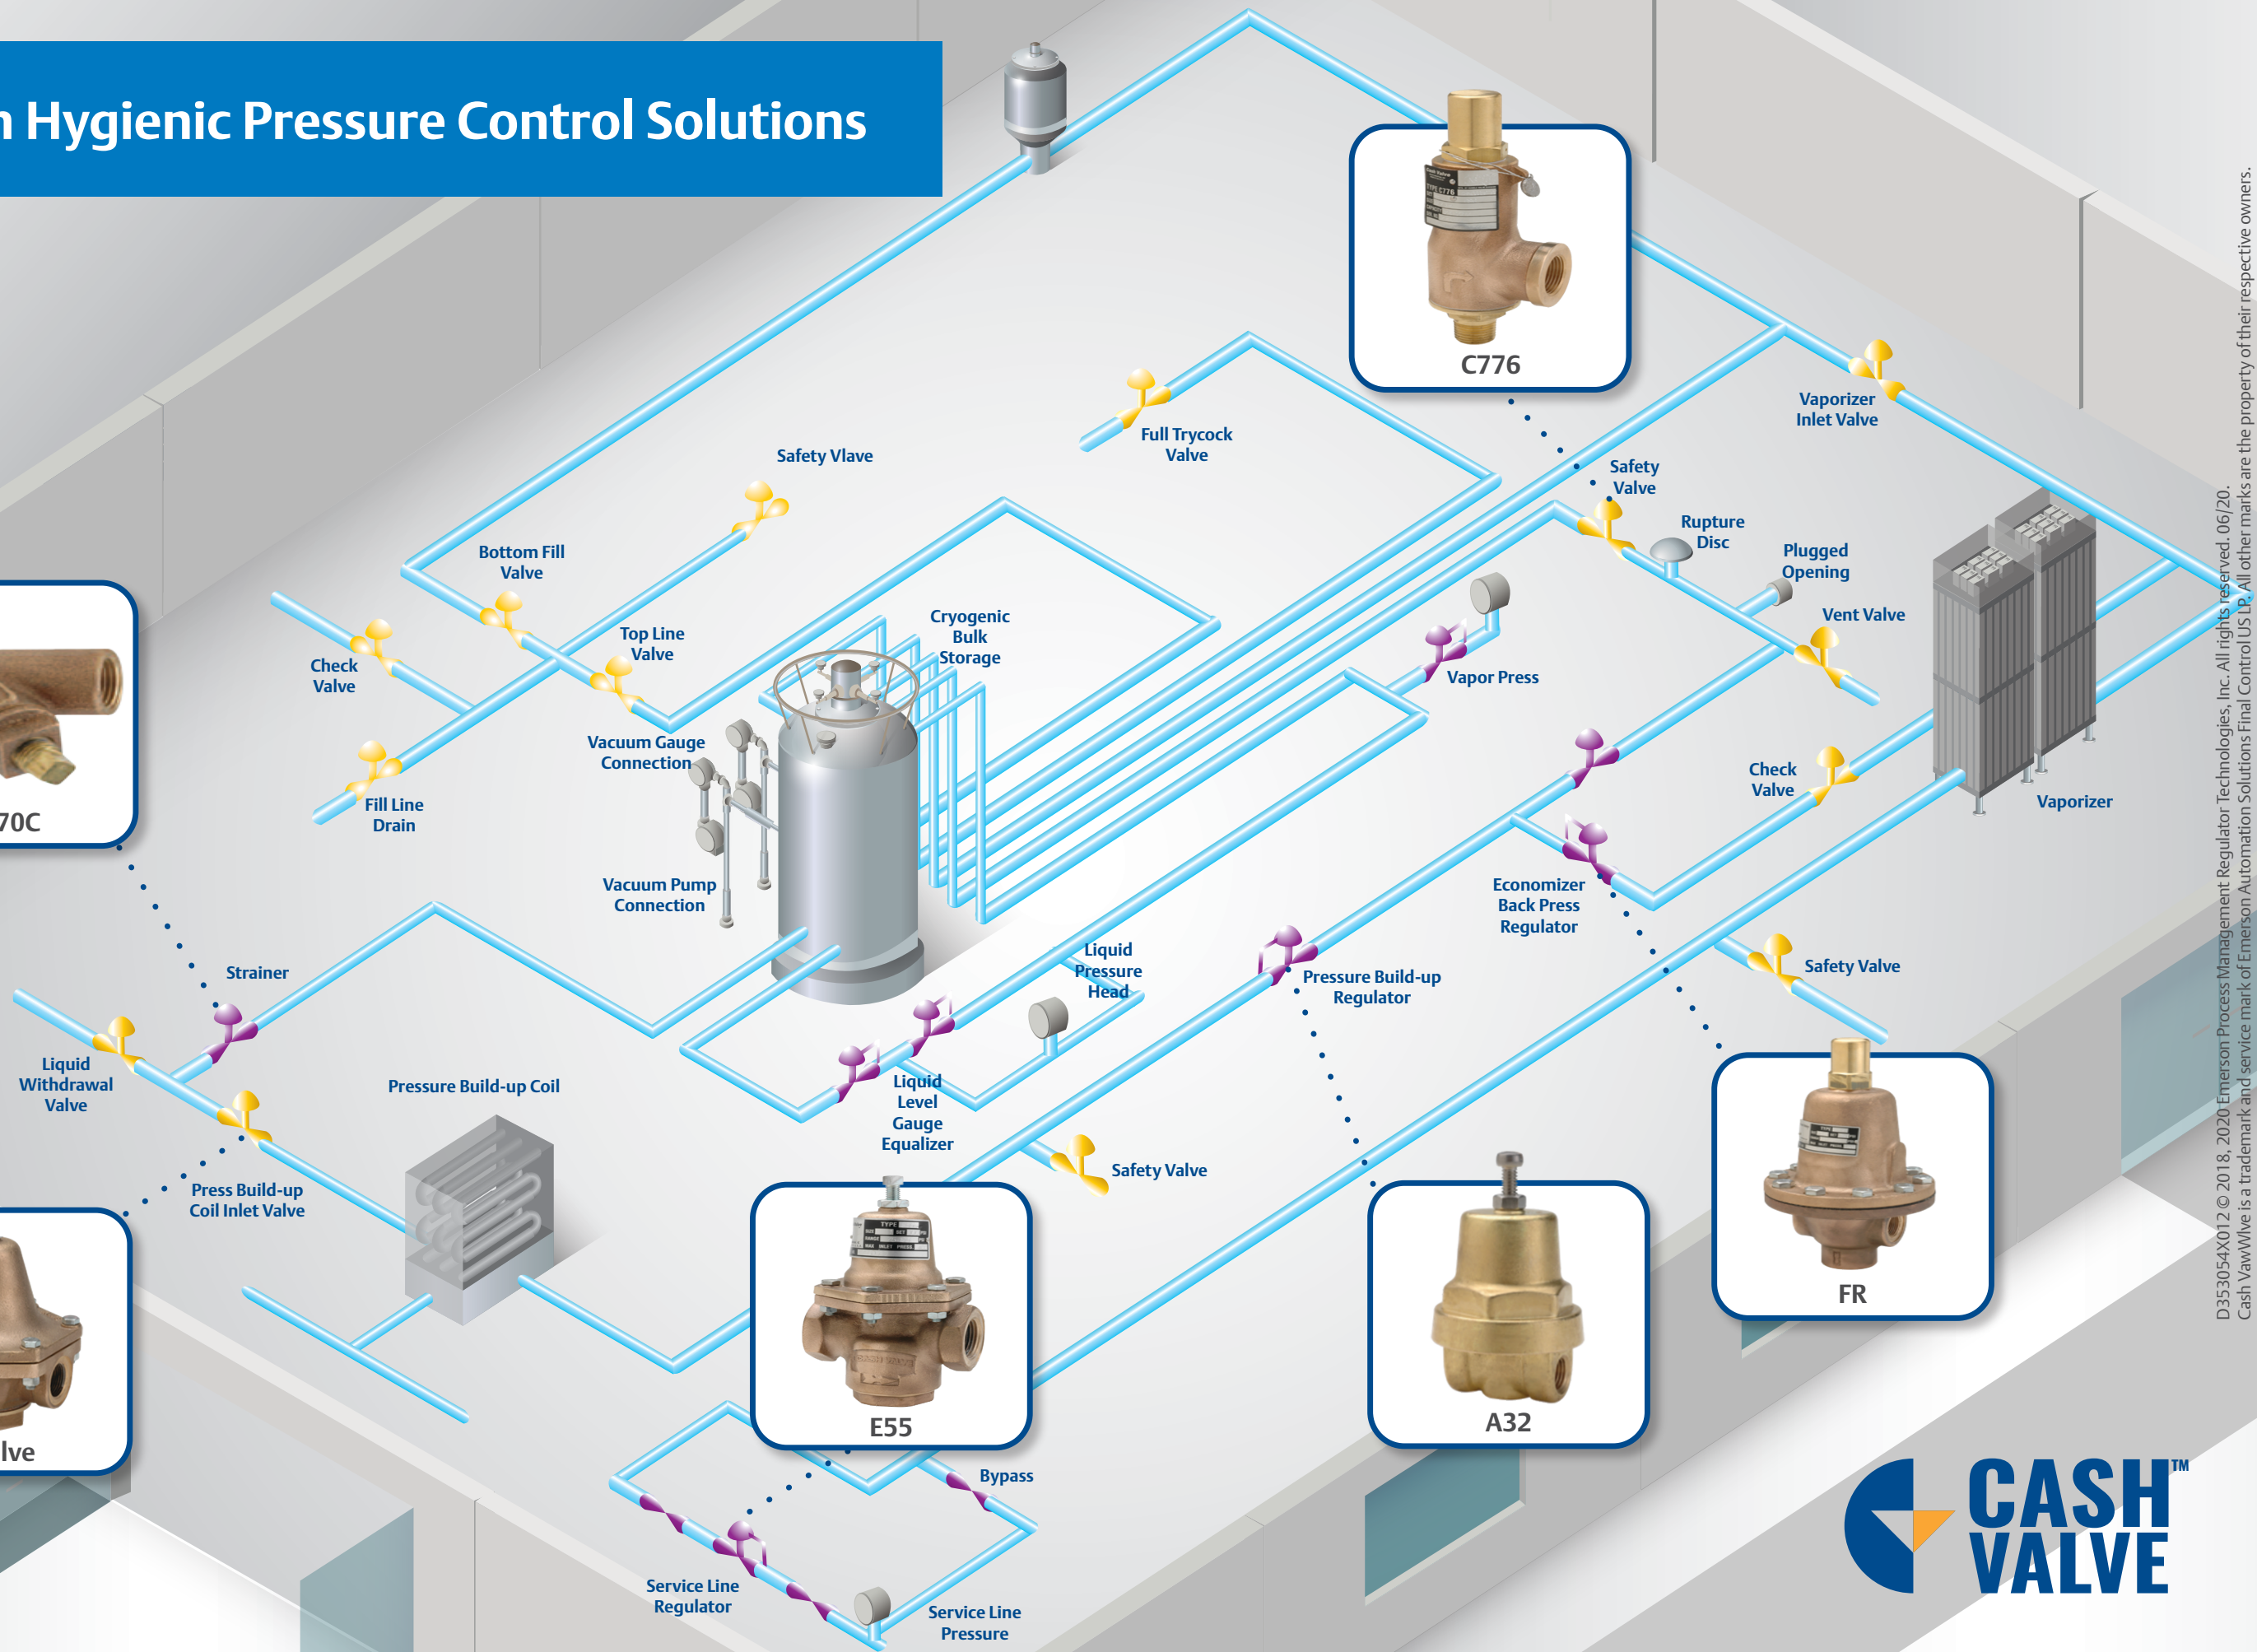 n Hygienic Pressure Control Solutions
C776
Vaporizer
Inlet Valve
Full Trycock
Valve
Safety Vlave
Safety
Valve
Rupture
Disc
Plugged
Opening
Vent Valve
Bottom Fill
Valve
Top Line
Valve
Cryogenic
Bulk
Storage
Check
Valve
Vapor Press
Vacuum Gauge
Connection
Check
Valve
Vaporizer
70C
Fill Line
Drain
Vacuum Pump
Connection
Economizer
Back Press
Regulator
Strainer
Liquid
Pressure
Head
Pressure Build-up
Regulator
Safety Valve
Liquid
Withdrawal
Valve
Pressure Build-up Coil
Liquid
Level
Gauge
Equalizer
Safety Valve
Press Build-up
Coil Inlet Valve
TYPE
MAX INLET PRESS
FR
A32
E55
lve
Bypass
Service Line
Regulator
Service Line
Pressure
CASH™
VALVE
D353054X012 © 2018, 2020 Emerson Process Management Regulator Technologies, Inc. All rights reserved. 06/20.
Cash VawWlve is a trademark and service mark of Emerson Automation Solutions Final Control US LP. All other marks are the property of their respective owners.